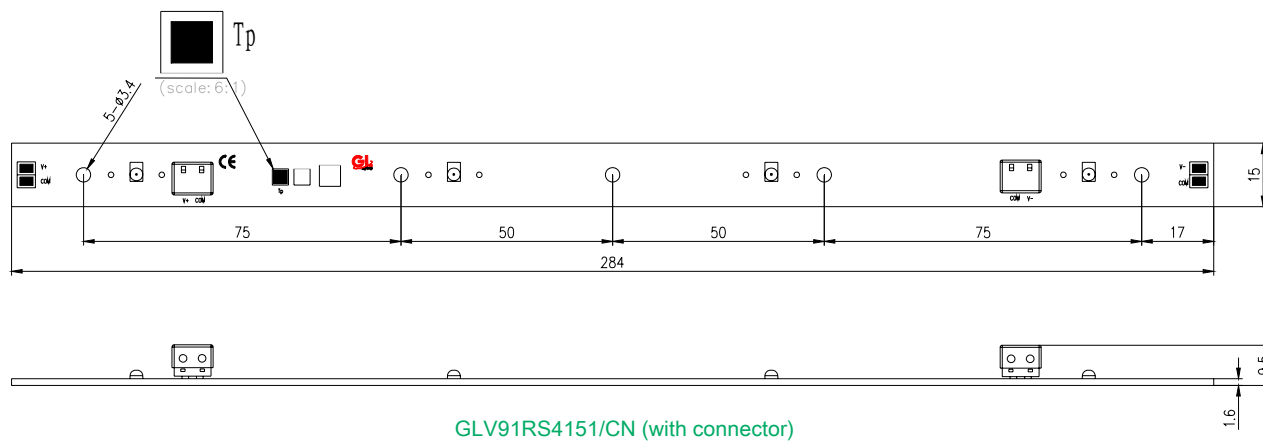 Tp
(scale:6:1)
5-ø3.4
V+
COM
CE
GL
tp
V+ COM
COM V-
V-
COM
15
75
50
50
75
17
284
9.5
1.6
GLV91RS4151/CN (with connector)